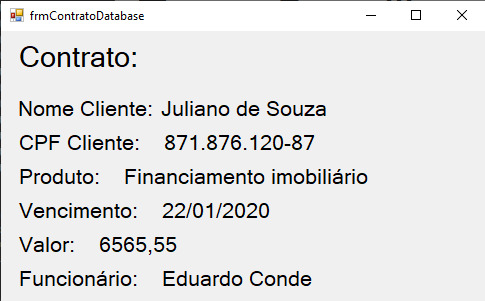 frmContratoDatabase
Contrato:
Nome Cliente: Juliano de Souza
CPF Cliente: 871.876.120-87
Produto: Financiamento imobiliário
Vencimento: 22/01/2020
Valor: 6565,55
Funcionário: Eduardo Conde